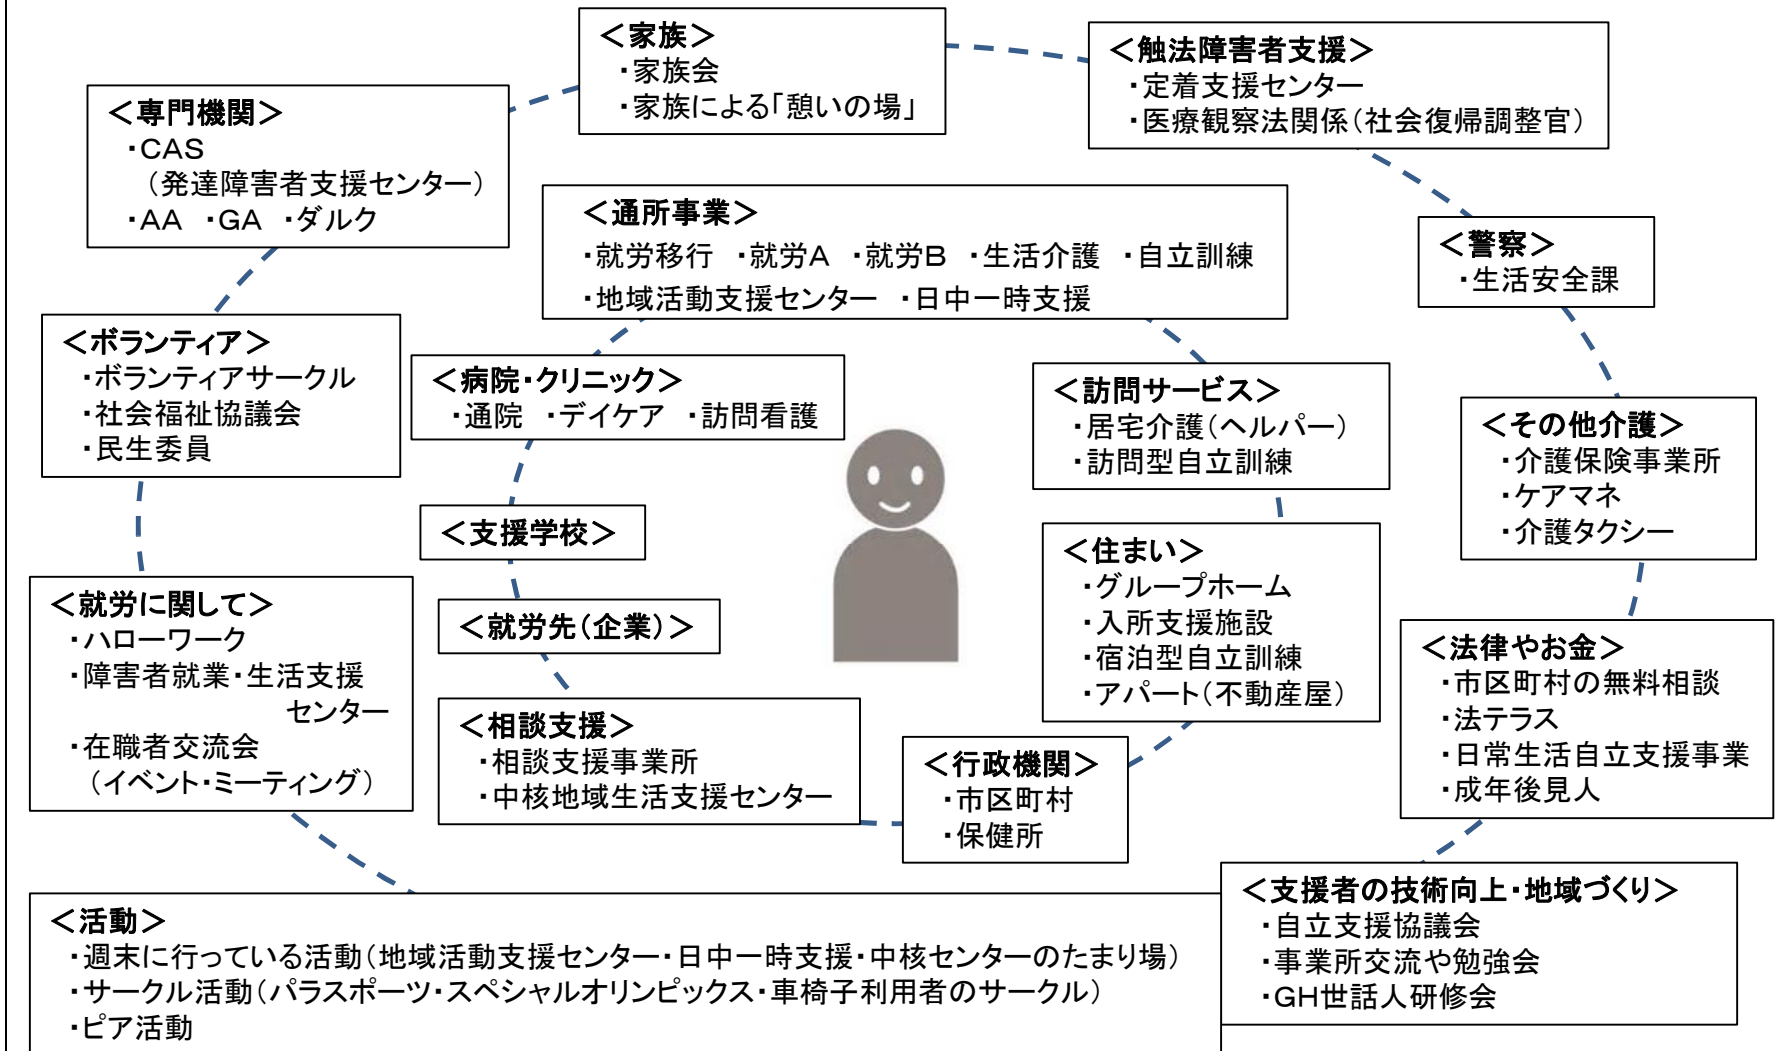 ＜家族＞
・家族会
・家族による「憩いの場」
＜触法障害者支援＞
・定着支援センター
・医療観察法関係（社会復帰調整官）
＜専門機関＞
・CAS
（発達障害者支援センター）
・AA ・GA ・ダルク
＜通所事業＞
・就労移行 ・就労A ・就労B ・生活介護 ・自立訓練
・地域活動支援センター ・日中一時支援
＜警察＞
・生活安全課
＜ボランティア＞
・ボランティアサークル
・社会福祉協議会
・民生委員
＜病院・クリニック＞
・通院 ・デイケア ・訪問看護
＜訪問サービス＞
・居宅介護（ヘルパー）
・訪問型自立訓練
＜その他介護＞
・介護保険事業所
・ケアマネ
・介護タクシー
＜支援学校＞
＜住まい＞
・グループホーム
・入所支援施設
・宿泊型自立訓練
・アパート（不動産屋）
＜就労に関して＞
・ハローワーク
・障害者就業・生活支援
センター
・在職者交流会
（イベント・ミーティング）
＜就労先（企業）＞
＜法律やお金＞
・市区町村の無料相談
・法テラス
・日常生活自立支援事業
・成年後見人
＜相談支援＞
・相談支援事業所
・中核地域生活支援センター
＜行政機関＞
・市区町村
・保健所
＜活動＞
・週末に行っている活動（地域活動支援センター・日中一時支援・中核センターのたまり場）
・サークル活動（パラスポーツ・スペシャルオリンピックス・車椅子利用者のサークル）
・ピア活動
＜支援者の技術向上・地域づくり＞
・自立支援協議会
・事業所交流や勉強会
・GH世話人研修会